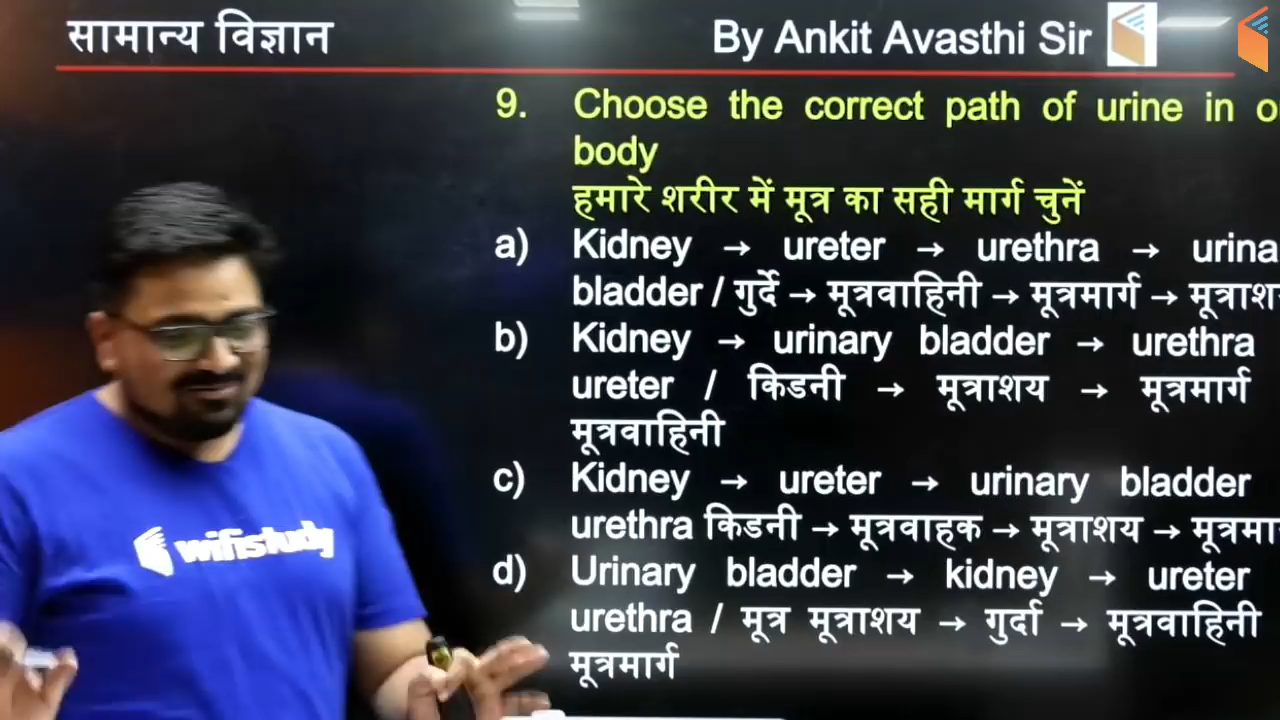 सामान्य विज्ञान
By Ankit Avasthi Sir
9. Choose the correct path of urine in o
body
हमारे शरीर में मूत्र का सही मार्ग चुनें
a) Kidney → ureter → urethra → urina
bladder / गुर्दे → मूत्रवाहिनी → मूत्रमार्ग → मूत्राश
b) Kidney → urinary bladder → urethra
ureter / किडनी → मूत्राशय → मूत्रमार्ग
मूत्रवाहिनी
c) Kidney → ureter → urinary bladder
urethra किडनी → मूत्रवाहक → मूत्राशय → मूत्रमा
d) Urinary bladder → kidney → ureter
urethra / मूत्र मूत्राशय → गुर्दा → मूत्रवाहिनी
मूत्रमार्ग
wifistudy